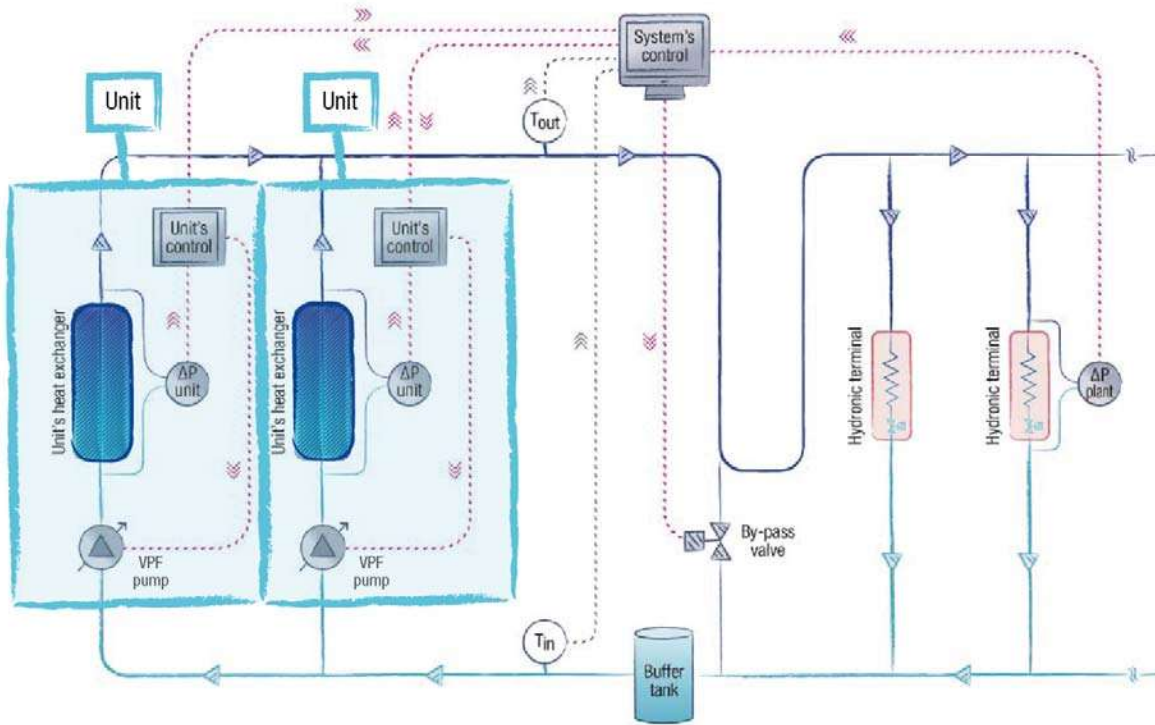 System's
control
Unit
Unit
Tout
Unit's
control
Unit's
control
Unit's heat exchanger
ΔP
unit
Unit's heat exchanger
ΔP
unit
Hydronic terminal
Hydronic terminal
ΔP
plant
VPF
pump
VPF
pump
By-pass
valve
Tin
Buffer
tank